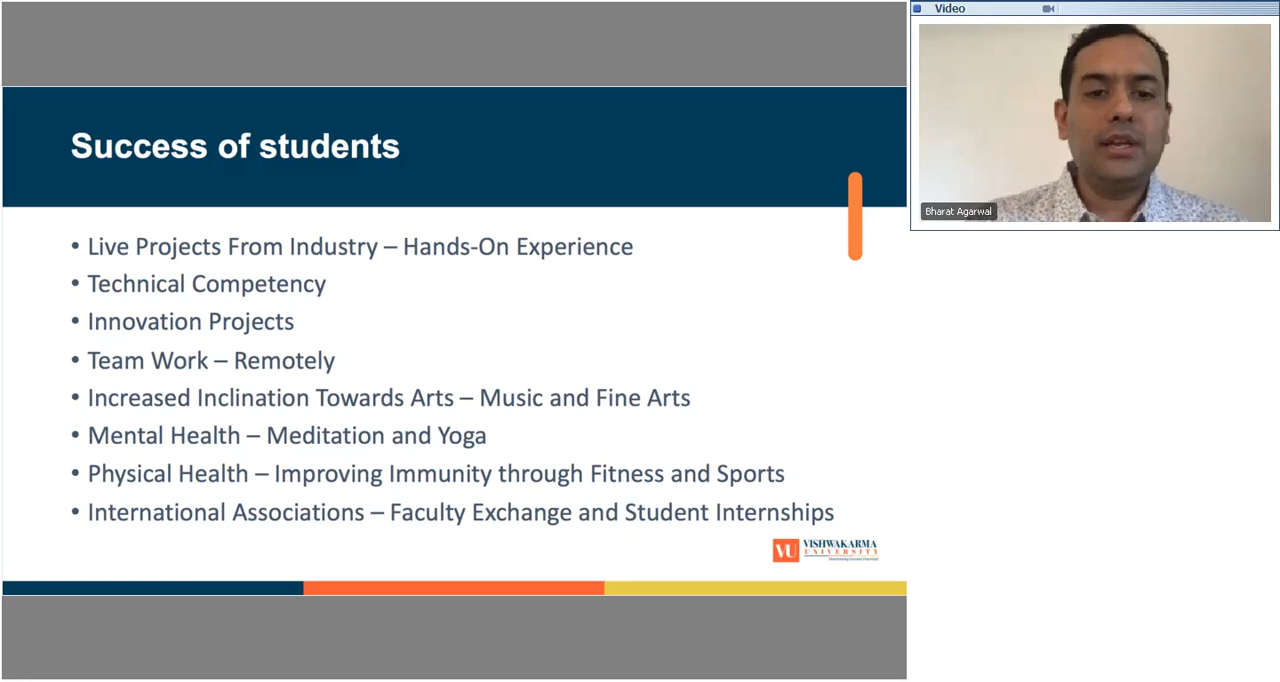 Success of students
• Live Projects From Industry – Hands-On Experience
• Technical Competency
• Innovation Projects
• Team Work – Remotely
• Increased Inclination Towards Arts – Music and Fine Arts
• Mental Health – Meditation and Yoga
• Physical Health – Improving Immunity through Fitness and Sports
• International Associations – Faculty Exchange and Student Internships
VU
VISHWAKARMA
UNIVERSITY
Video
Bharat Agarwal